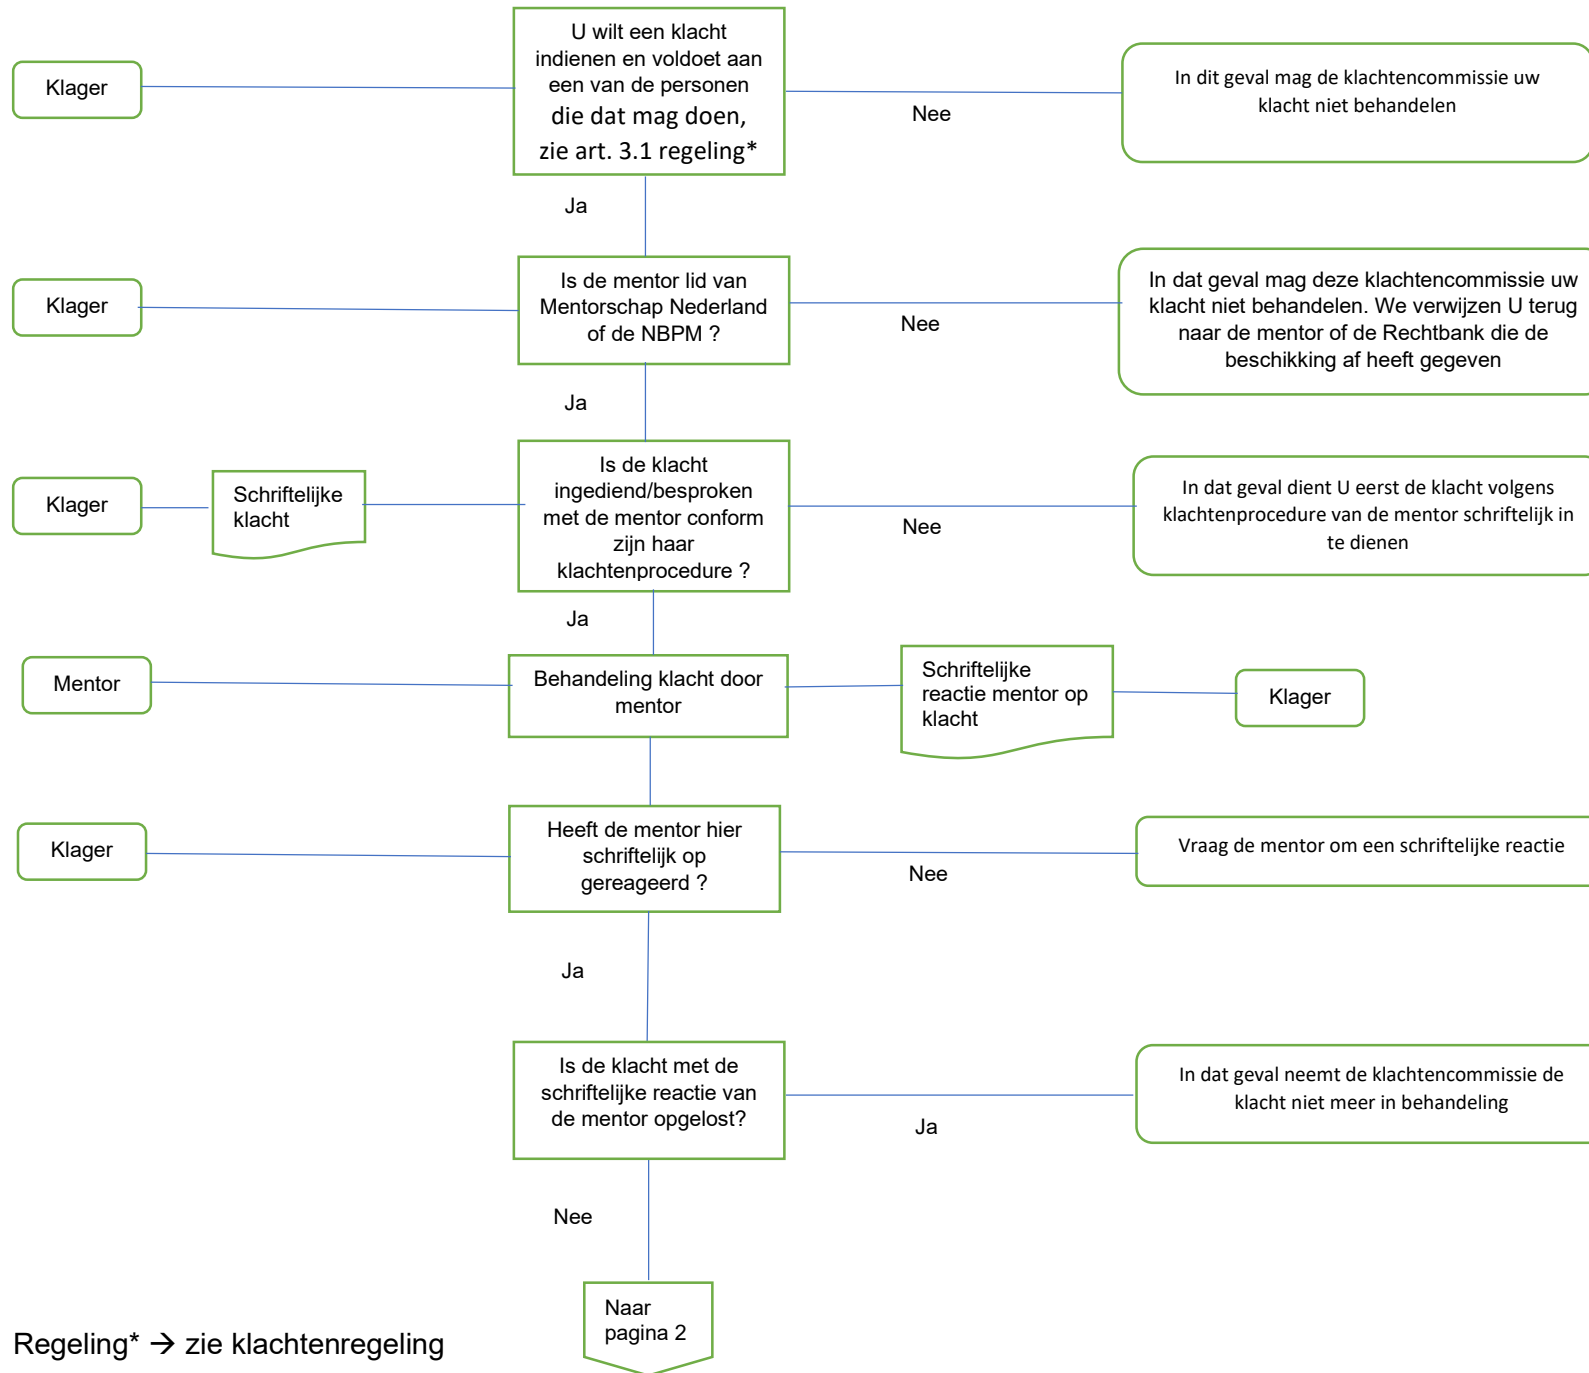 Klager
U wilt een klacht
indienen en voldoet aan
een van de personen
die dat mag doen,
zie art. 3.1 regeling*
Nee
In dit geval mag de klachtencommissie uw
klacht niet behandelen
Ja
Klager
Is de mentor lid van
Mentorschap Nederland
of de NBPM ?
Nee
In dat geval mag deze klachtencommissie uw
klacht niet behandelen. We verwijzen U terug
naar de mentor of de Rechtbank die de
beschikking af heeft gegeven
Ja
Klager
Schriftelijke
klacht
Is de klacht
ingediend/besproken
met de mentor conform
zijn haar
klachtenprocedure ?
Nee
In dat geval dient U eerst de klacht volgens
klachtenprocedure van de mentor schriftelijk in
te dienen
Ja
Mentor
Behandeling klacht door
mentor
Schriftelijke
reactie mentor op
klacht
Klager
Klager
Heeft de mentor hier
schriftelijk op
gereageerd ?
Nee
Vraag de mentor om een schriftelijke reactie
Ja
Is de klacht met de
schriftelijke reactie van
de mentor opgelost?
Ja
In dat geval neemt de klachtencommissie de
klacht niet meer in behandeling
Nee
Naar
pagina 2
Regeling* → zie klachtenregeling